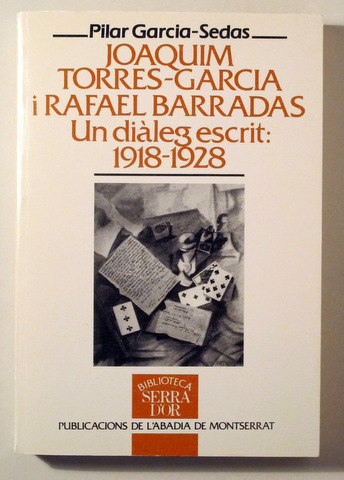 Pilar Garcia-Sedas
JOAQUIM
TORRES-GARCIA
i RAFAEL BARRADAS
Un diàleg escrit:
1918-1928
BIBLIOTECA
SERRA
D'OR
PUBLICACIONS DE L'ABADIA DE MONTSERRAT